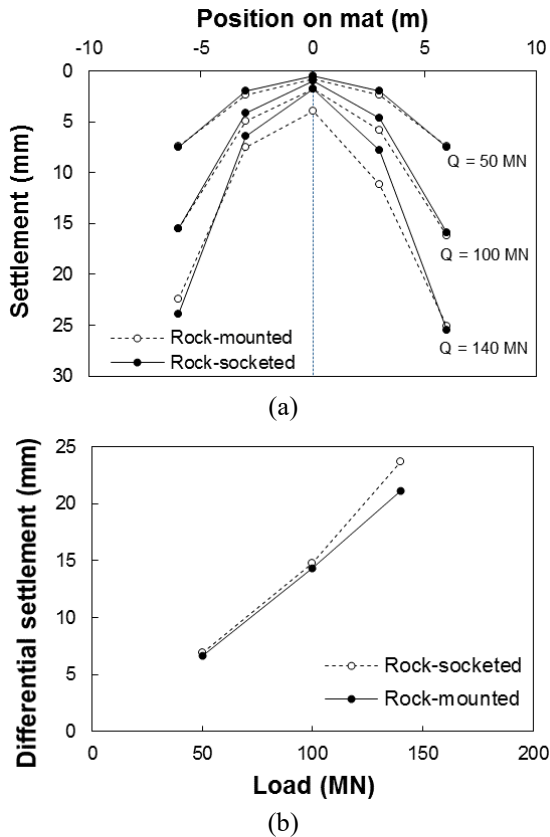 Position on mat (m)
-10 -5 0 5 10
0
5
10
15
20
25
30
Settlement (mm)
Q = 50 MN
Q = 100 MN
Q = 140 MN
Rock-mounted
Rock-socketed
(a)
25
20
15
10
5
0
Differential settlement (mm)
Rock-socketed
Rock-mounted
0 50 100 150 200
Load (MN)
(b)